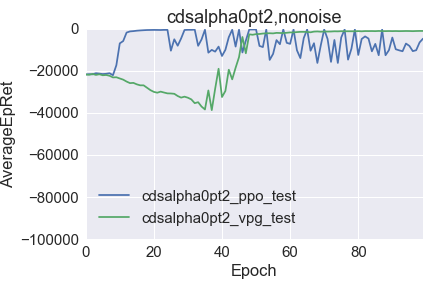 cdsalpha0pt2,nonoise
0
−20000
−40000
−60000
−80000
−100000
AverageEpRet
cdsalpha0pt2_ppo_test
cdsalpha0pt2_vpg_test
0 20 40 60 80
Epoch